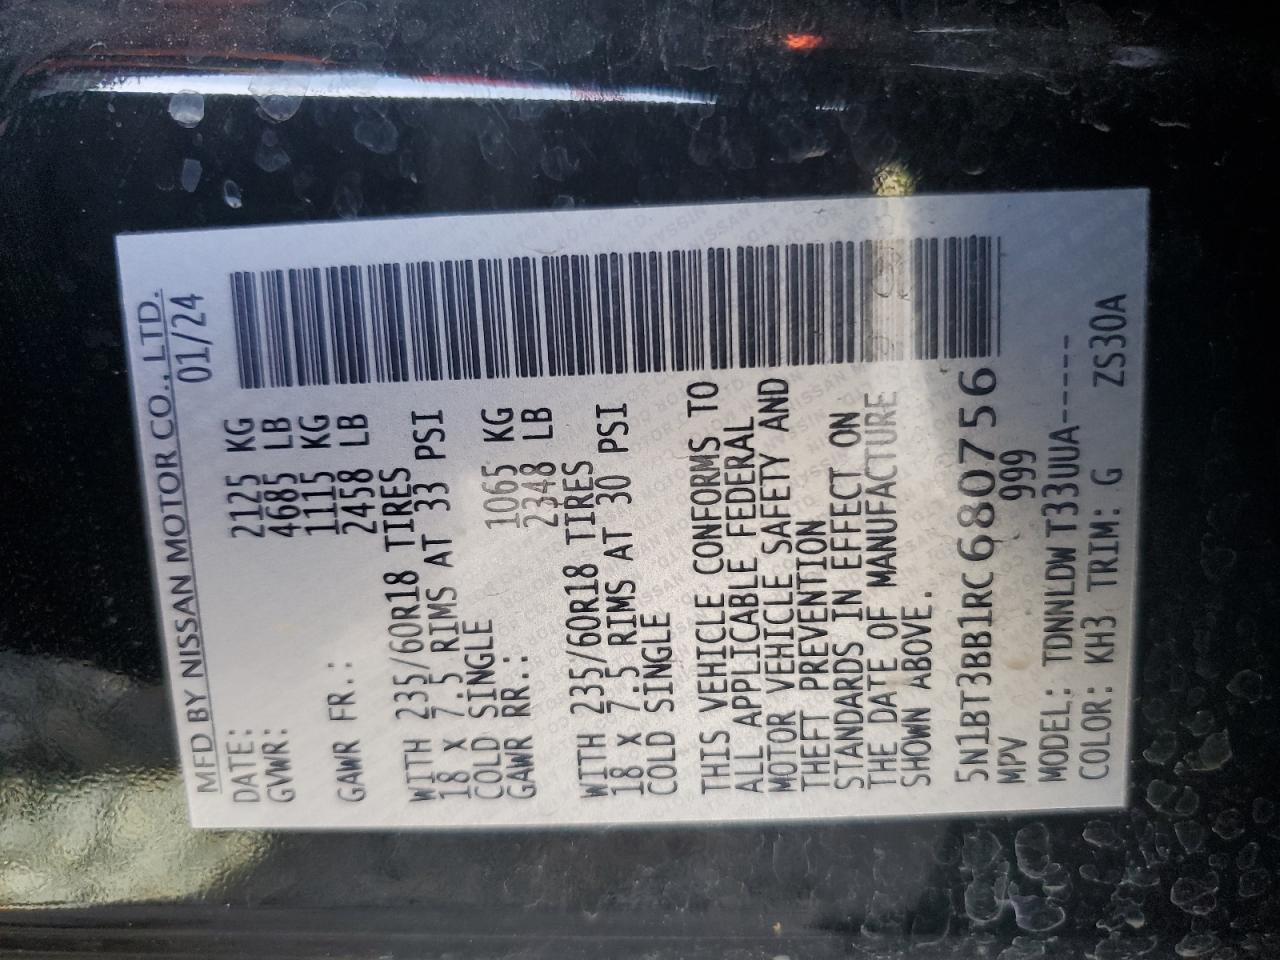 MFD BY NISSAN MOTOR CO., LTD.
DATE: 01/24
GVWR: 2125 KG
4685 LB
GAWR FR.: 1115 KG
2458 LB
WITH 235/60R18 TIRES
18 X 7.5 RIMS AT 33 PSI
COLD SINGLE
GAWR RR.: 1065 KG
2348 LB
WITH 235/60R18 TIRES
18 X 7.5 RIMS AT 30 PSI
COLD SINGLE
THIS VEHICLE CONFORMS TO
ALL APPLICABLE FEDERAL
MOTOR VEHICLE SAFETY AND
THEFT PREVENTION
STANDARDS IN EFFECT ON
THE DATE OF MANUFACTURE
SHOWN ABOVE.
5N1BT3BB1RC680756
MPV 999
MODEL: TDNNLDWT33UUA-----
COLOR: KH3 TRIM: G ZS30A